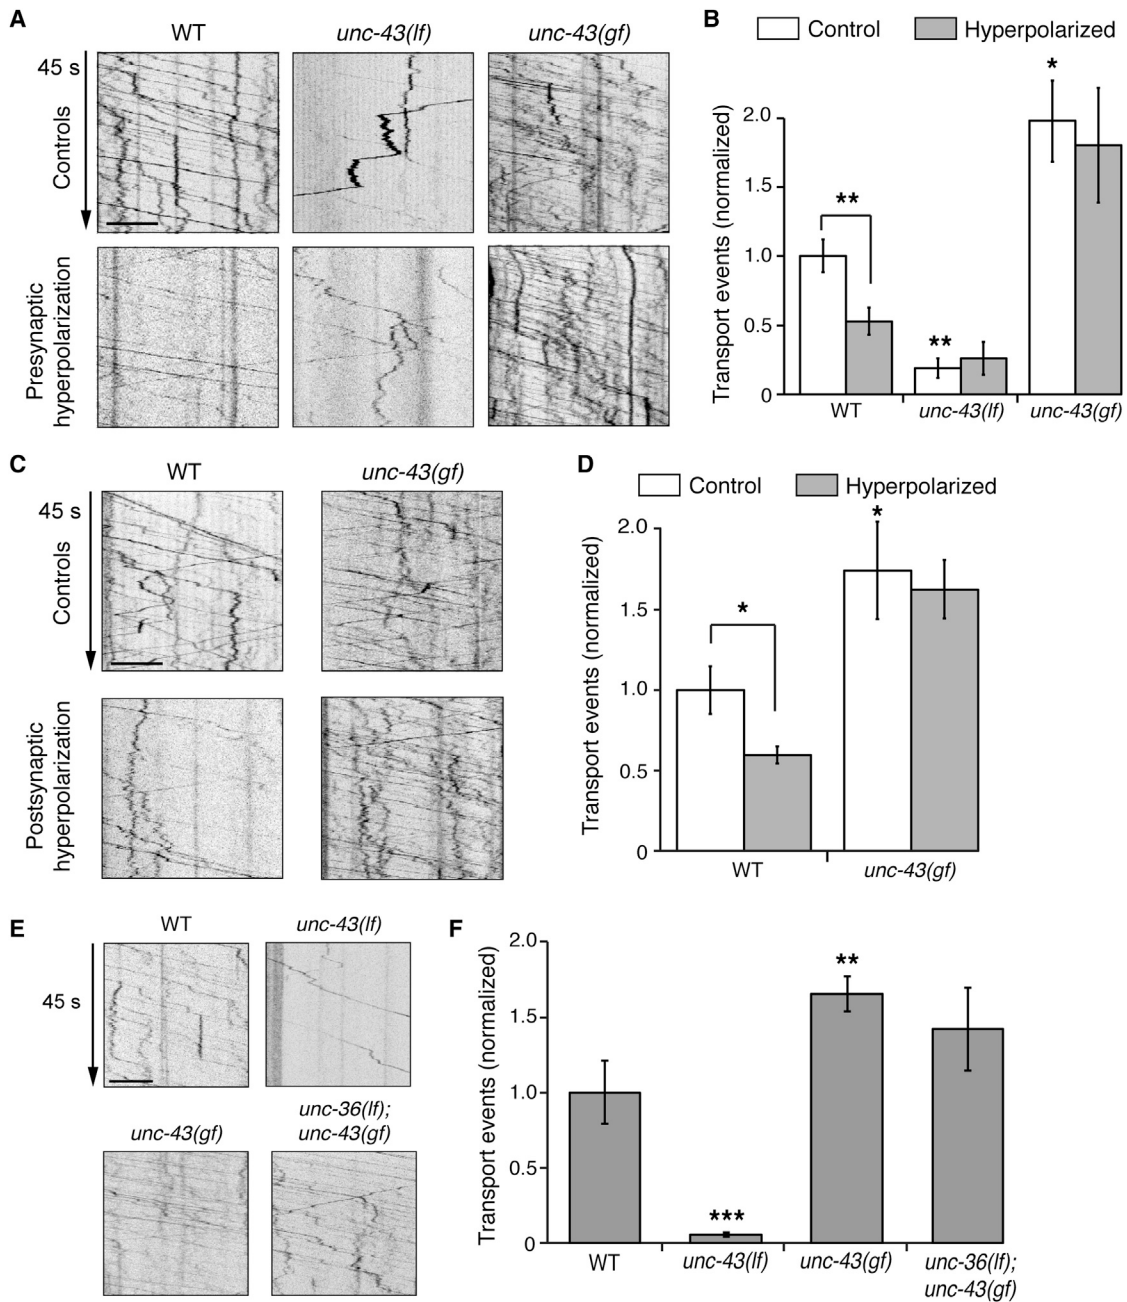 A
WT
unc-43(lf)
unc-43(gf)
45 s
Controls
Presynaptic
hyperpolarization
B
Control
Hyperpolarized
Transport events (normalized)
2.0
1.5
1.0
0.5
0
**
**
*
WT
unc-43(lf)
unc-43(gf)
C
WT
unc-43(gf)
45 s
Controls
Postsynaptic
hyperpolarization
D
Control
Hyperpolarized
Transport events (normalized)
2.0
1.5
1.0
0.5
0
*
*
WT
unc-43(gf)
E
WT
unc-43(lf)
45 s
unc-43(gf)
unc-36(lf);
unc-43(gf)
F
Transport events (normalized)
2.0
1.5
1.0
0.5
0
***
**
WT
unc-43(lf)
unc-43(gf)
unc-36(lf);
unc-43(gf)